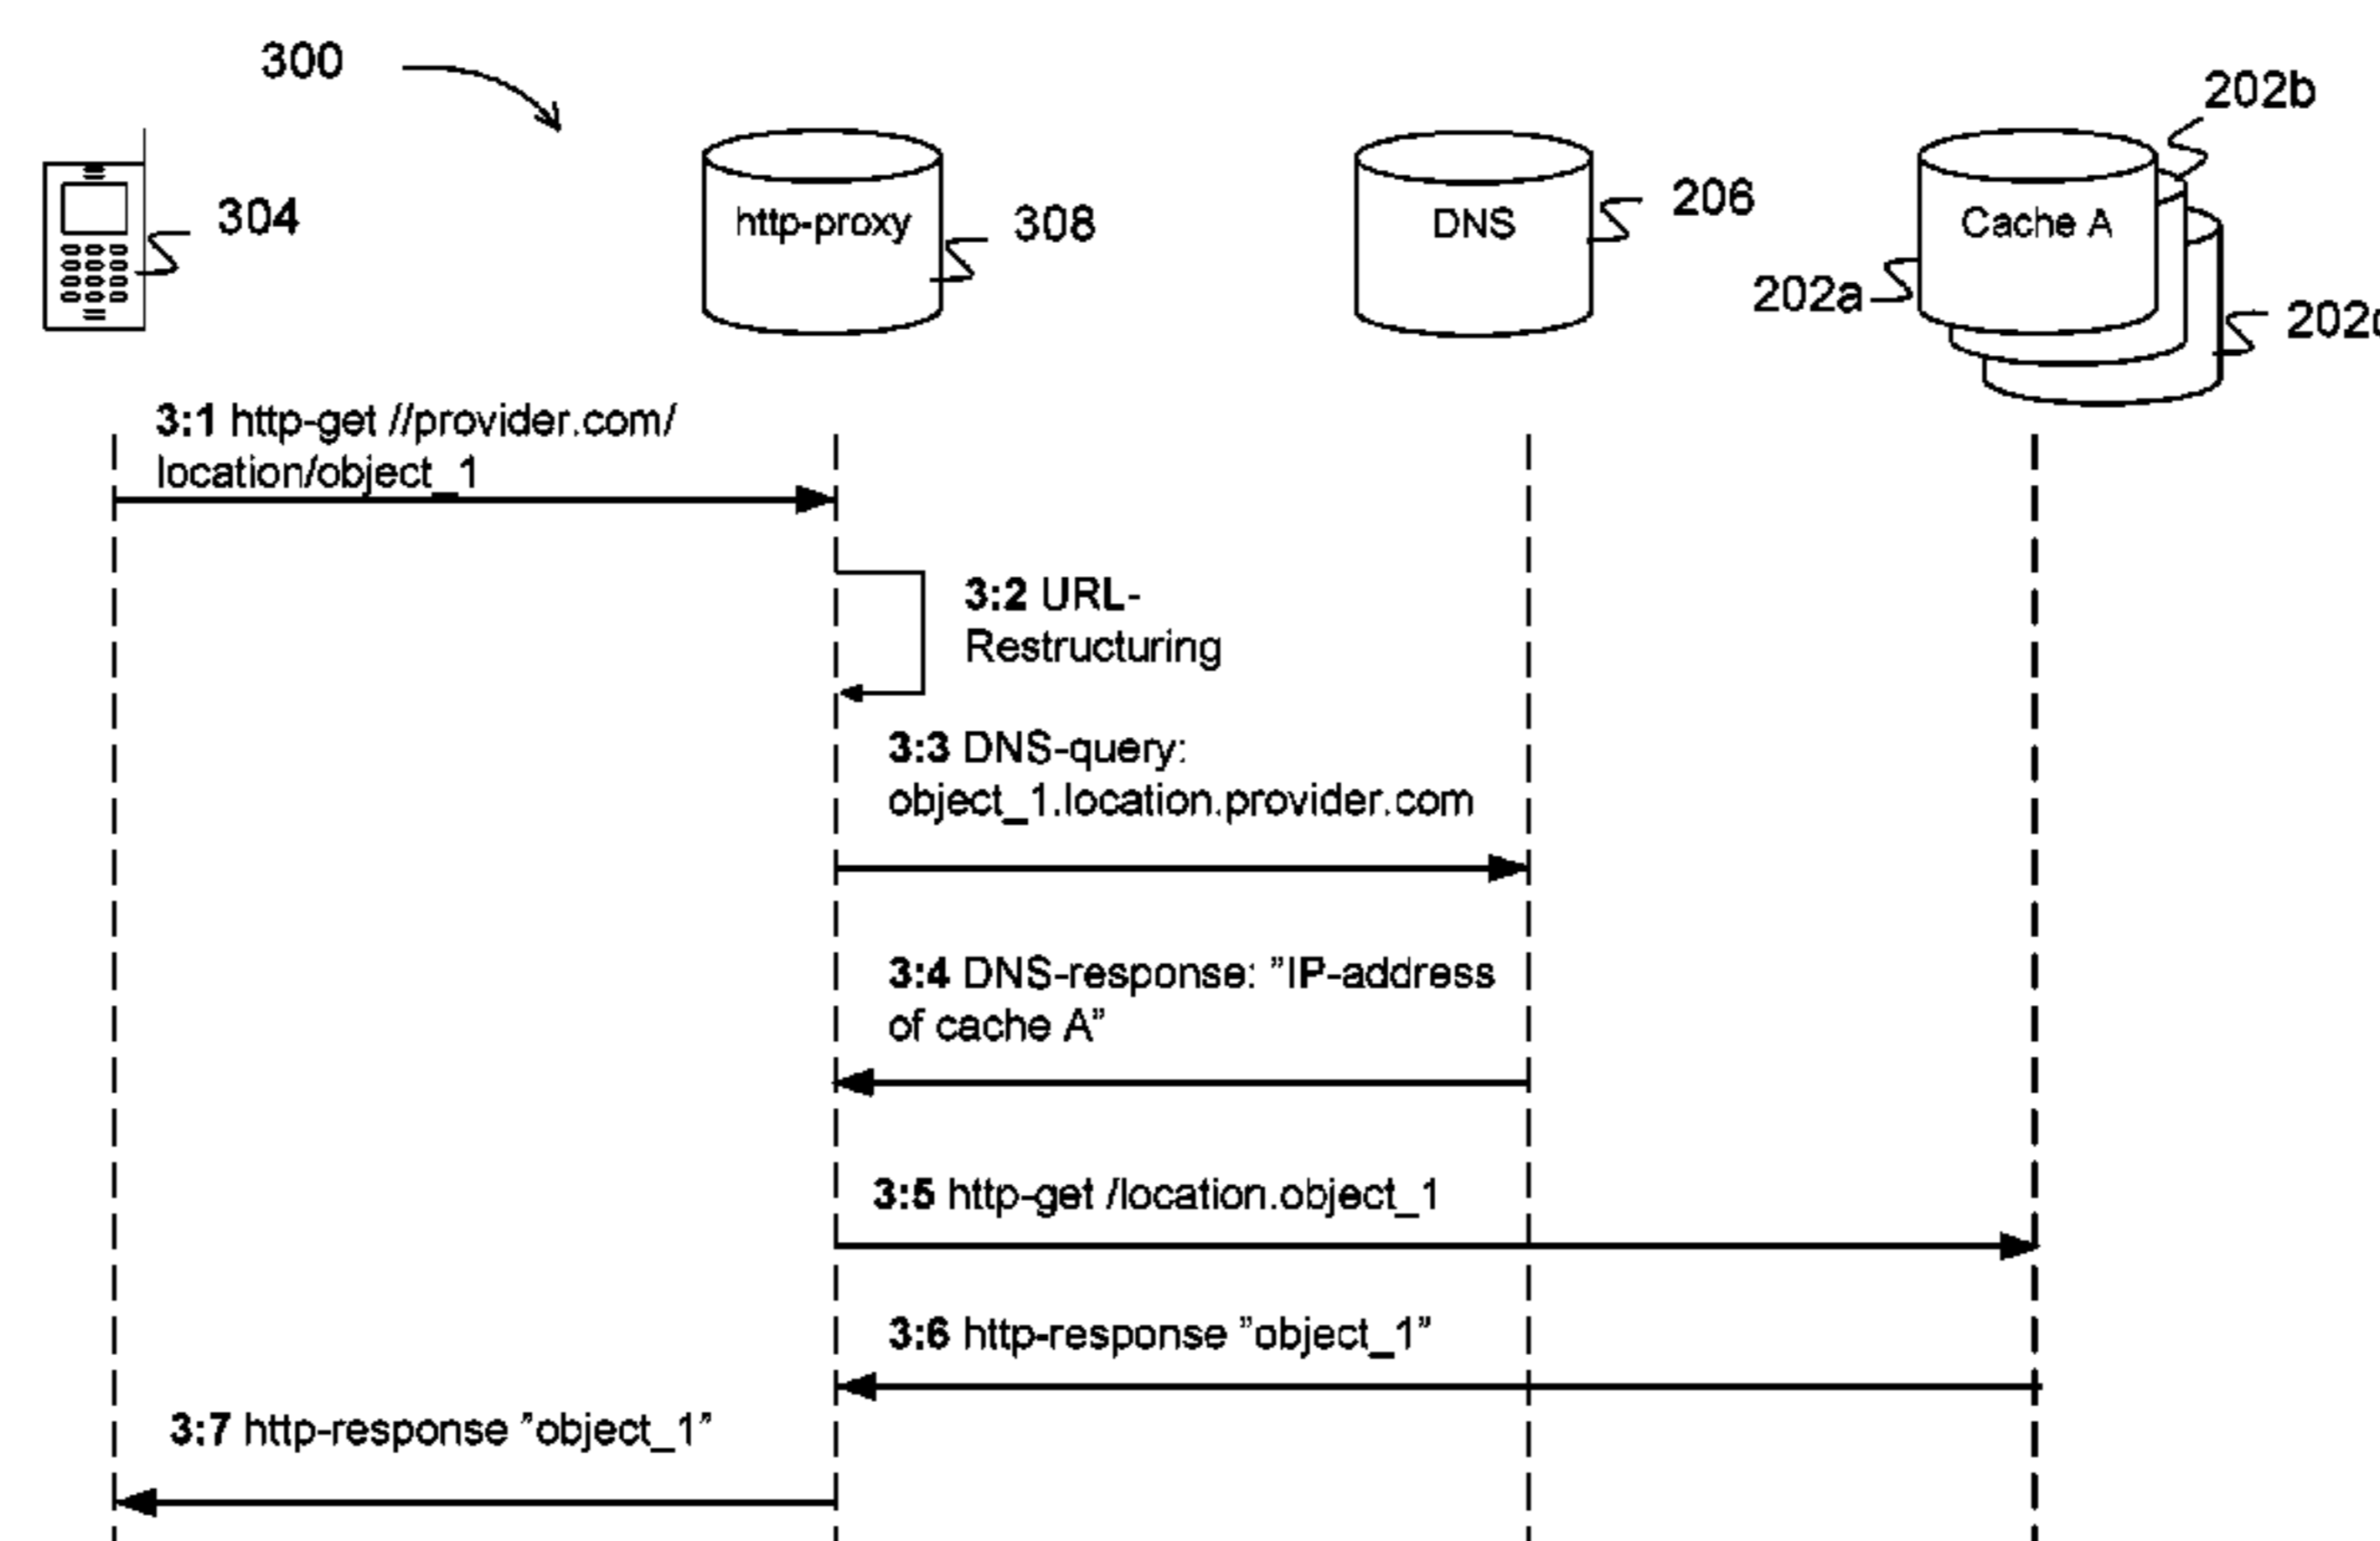 300
202b
304
http-proxy
308
DNS
206
Cache A
202a
3:1 http-get //provider.com/
location/object_1
3:2 URL-
Restructuring
3:3 DNS-query:
object_1.location.provider.com
3:4 DNS-response: ”IP-address
of cache A”
3:5 http-get /location.object_1
3:6 http-response ”object_1”
3:7 http-response ”object_1”